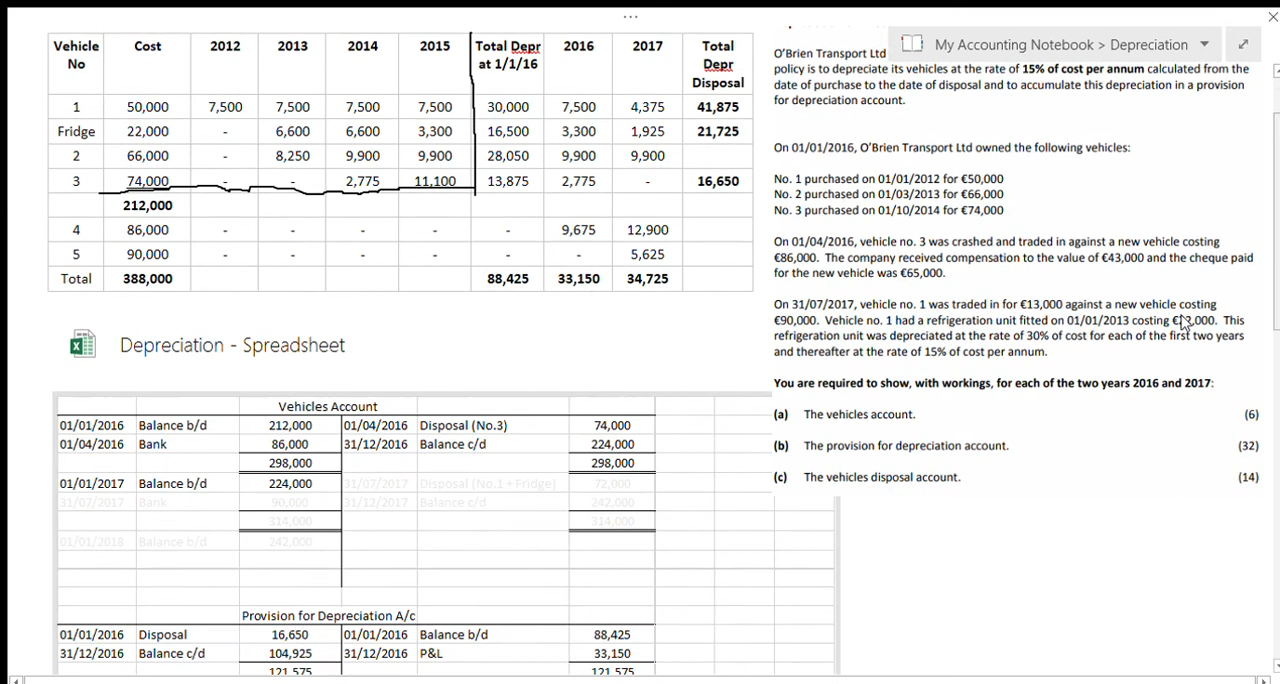 Vehicle No Cost 2012 2013 2014 2015 Total Depr at 1/1/16 2016 2017 Total Depr Disposal
1 50,000 7,500 7,500 7,500 7,500 30,000 7,500 4,375 41,875
Fridge 22,000 - 6,600 6,600 3,300 16,500 3,300 1,925 21,725
2 66,000 - 8,250 9,900 9,900 28,050 9,900 9,900
3 74,000 - - 2,775 11,100 13,875 2,775 - 16,650
212,000
4 86,000 - - - - - 9,675 12,900
5 90,000 - - - - - - 5,625
Total 388,000 88,425 33,150 34,725
Depreciation - Spreadsheet
Vehicles Account
01/01/2016 Balance b/d 212,000 01/04/2016 Disposal (No.3) 74,000
01/04/2016 Bank 86,000 31/12/2016 Balance c/d 224,000
298,000 298,000
01/01/2017 Balance b/d 224,000 31/07/2017 Disposal (No.1 + Fridge) 72,000
31/07/2017 Bank 90,000 31/12/2017 Balance c/d 242,000
314,000 314,000
01/01/2018 Balance b/d 242,000
Provision for Depreciation A/c
01/01/2016 Disposal 16,650 01/01/2016 Balance b/d 88,425
31/12/2016 Balance c/d 104,925 31/12/2016 P&L 33,150
121,575 121,575
My Accounting Notebook > Depreciation
O'Brien Transport Ltd
policy is to depreciate its vehicles at the rate of 15% of cost per annum calculated from the
date of purchase to the date of disposal and to accumulate this depreciation in a provision
for depreciation account.
On 01/01/2016, O'Brien Transport Ltd owned the following vehicles:
No. 1 purchased on 01/01/2012 for €50,000
No. 2 purchased on 01/03/2013 for €66,000
No. 3 purchased on 01/10/2014 for €74,000
On 01/04/2016, vehicle no. 3 was crashed and traded in against a new vehicle costing
€86,000. The company received compensation to the value of €43,000 and the cheque paid
for the new vehicle was €65,000.
On 31/07/2017, vehicle no. 1 was traded in for €13,000 against a new vehicle costing
€90,000. Vehicle no. 1 had a refrigeration unit fitted on 01/01/2013 costing This
refrigeration unit was depreciated at the rate of 30% of cost for each of the first two years
and thereafter at the rate of 15% of cost per annum.
You are required to show, with workings, for each of the two years 2016 and 2017:
(a) The vehicles account. (6)
(b) The provision for depreciation account. (32)
(c) The vehicles disposal account. (14)